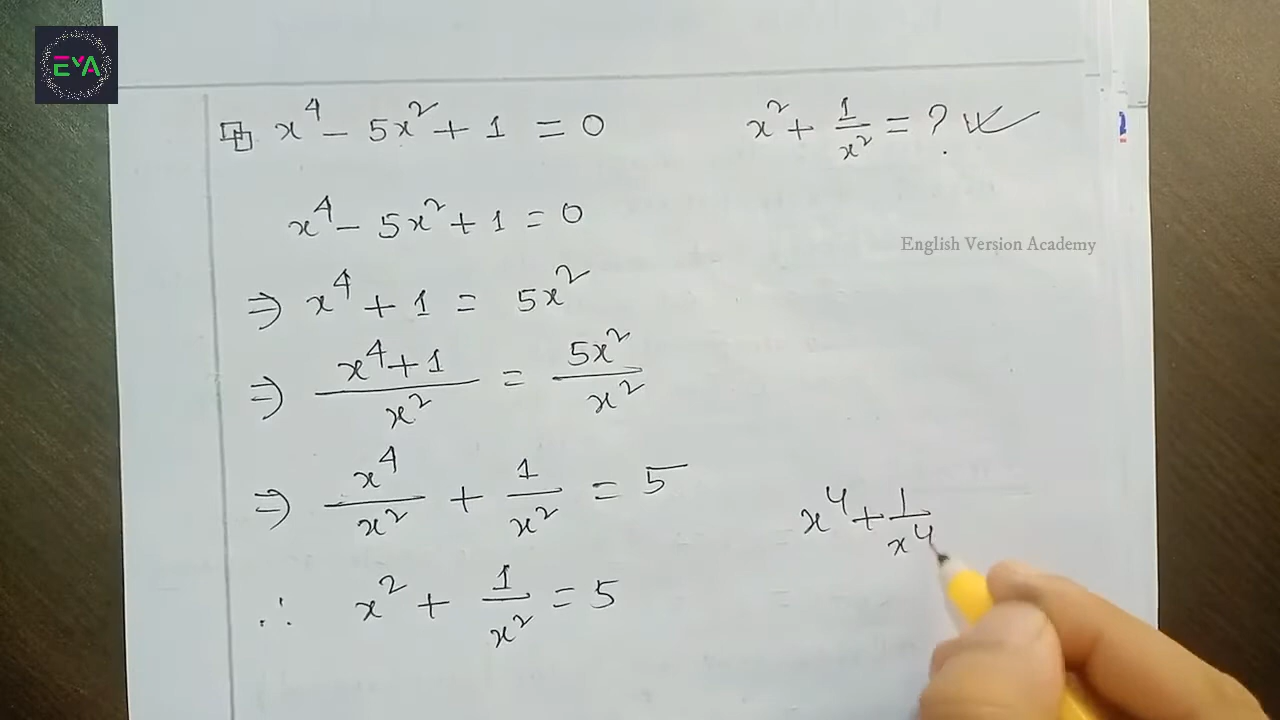 EYA
x⁴ - 5x² + 1 = 0
x² + 1/x² = ?
x⁴ - 5x² + 1 = 0
English Version Academy
⇒ x⁴ + 1 = 5x²
⇒ (x⁴ + 1)/x² = 5x²/x²
⇒ x⁴/x² + 1/x² = 5
x⁴ + 1/x⁴
∴ x² + 1/x² = 5